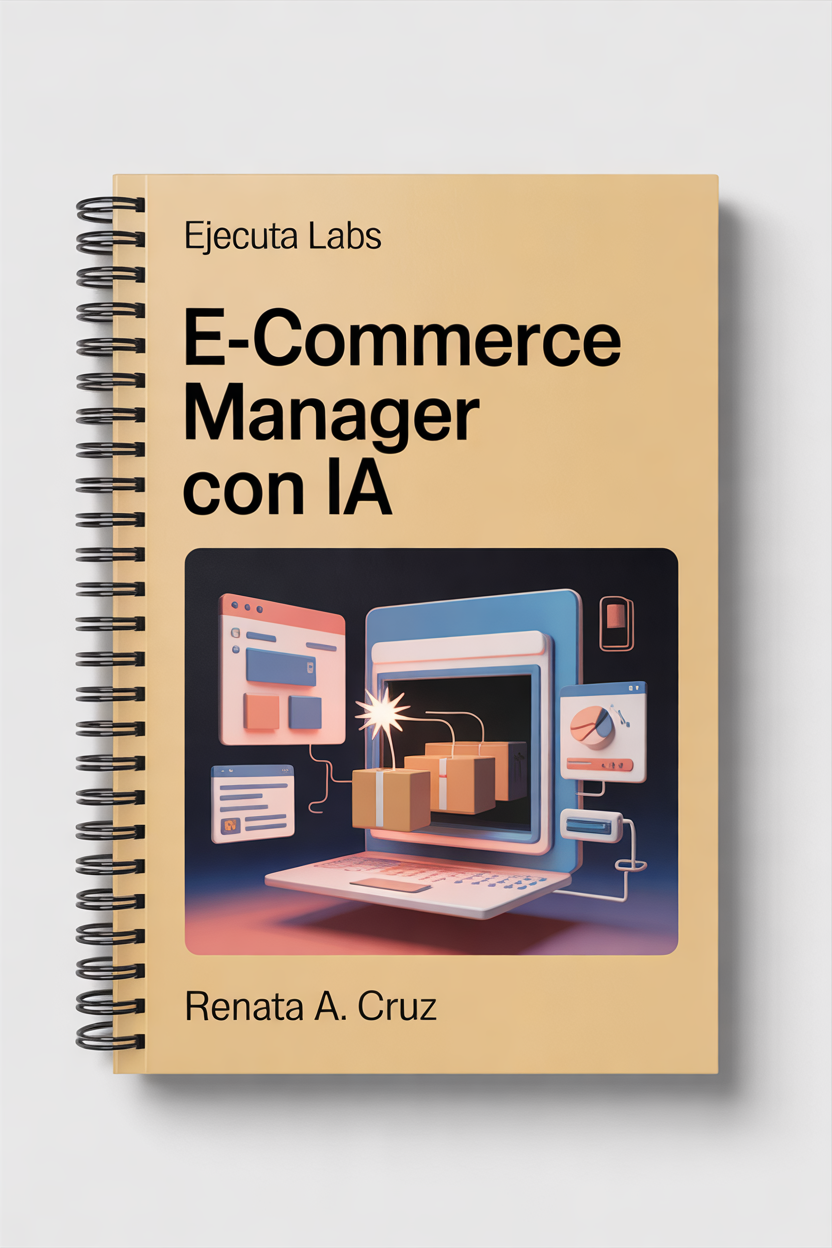 Ejecuta Labs
E-Commerce
Manager
con IA
Renata A. Cruz